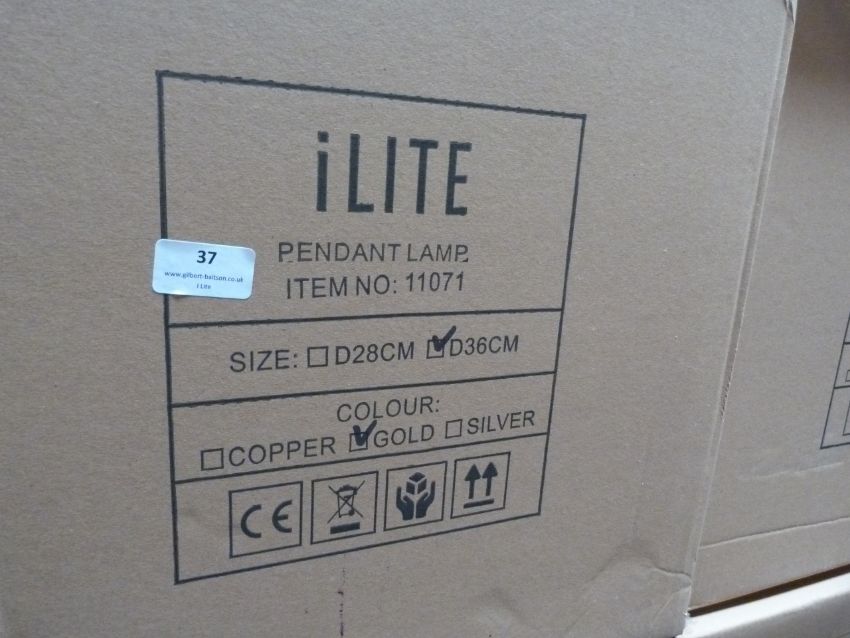 iLITE
PENDANT LAMP
ITEM NO: 11071
37
www.gilbert-baitson.co.uk
I Lite
SIZE: ☐D28CM ☑D36CM
COLOUR:
☐COPPER ☑GOLD ☐SILVER
CE